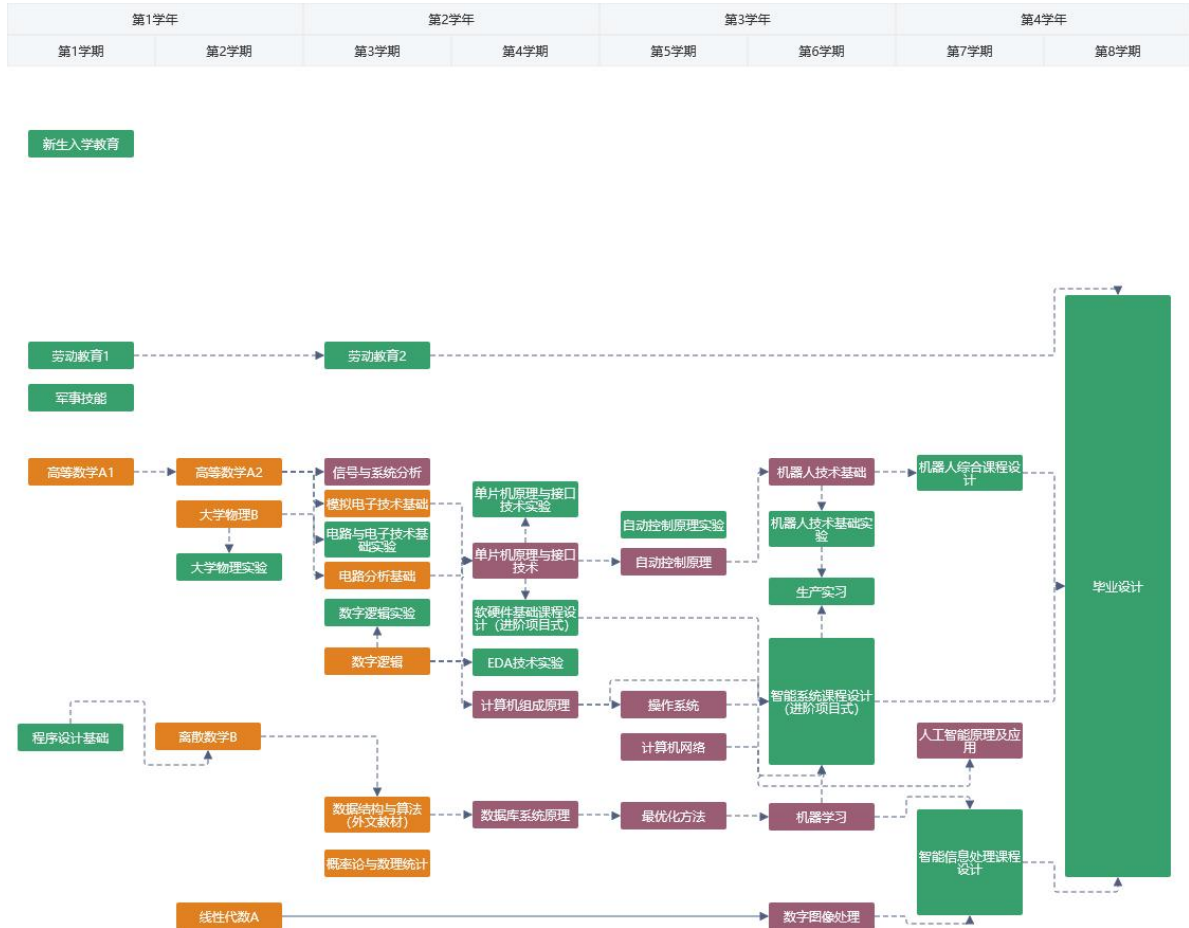 第1学年
第2学年
第3学年
第4学年
第1学期
第2学期
第3学期
第4学期
第5学期
第6学期
第7学期
第8学期
新生入学教育
劳动教育1
劳动教育2
军事技能
高等数学A1
高等数学A2
信号与系统分析
机器人技术基础
机器人综合课程设
计
大学物理B
模拟电子技术基础
单片机原理与接口
技术实验
自动控制原理实验
机器人技术基础实
验
电路与电子技术基
础实验
大学物理实验
电路分析基础
单片机原理与接口
技术
自动控制原理
生产实习
毕业设计
数字逻辑实验
软硬件基础课程设
计（进阶项目式）
数字逻辑
EDA技术实验
智能系统课程设计
（进阶项目式）
计算机组成原理
操作系统
程序设计基础
离散数学B
计算机网络
人工智能原理及应
用
数据结构与算法
（外文教材）
数据库系统原理
最优化方法
机器学习
智能信息处理课程
设计
概率论与数理统计
线性代数A
数字图像处理